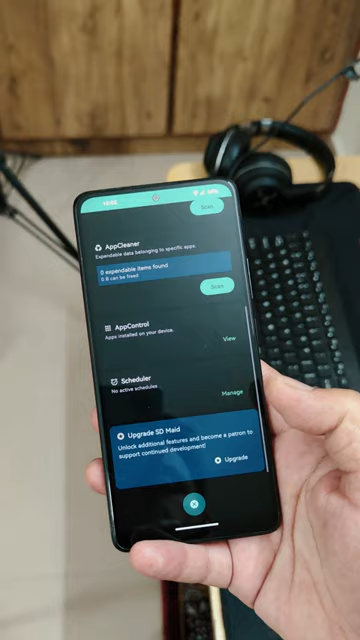 Scan
AppCleaner
Expendable data belonging to specific apps
0 expendable items found
0 B can be freed
Scan
AppControl
Apps installed on your device.
View
Scheduler
No active schedules
Manage
Upgrade SD Maid
Unlock additional features and become a patron to
support continued development!
Upgrade